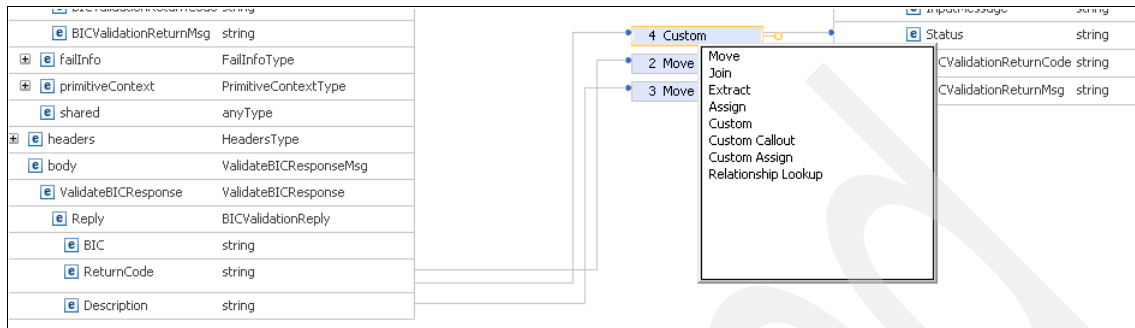 BICValidationReturnMsg string
failInfo FailInfoType
primitiveContext PrimitiveContextType
shared anyType
headers HeadersType
body ValidateBICResponseMsg
ValidateBICResponse ValidateBICResponse
Reply BICValidationReply
BIC string
ReturnCode string
Description string
4 Custom
2 Move
3 Move
Move
Join
Extract
Assign
Custom
Custom Callout
Custom Assign
Relationship Lookup
InputMessage string
Status string
CValidationReturnCode string
CValidationReturnMsg string